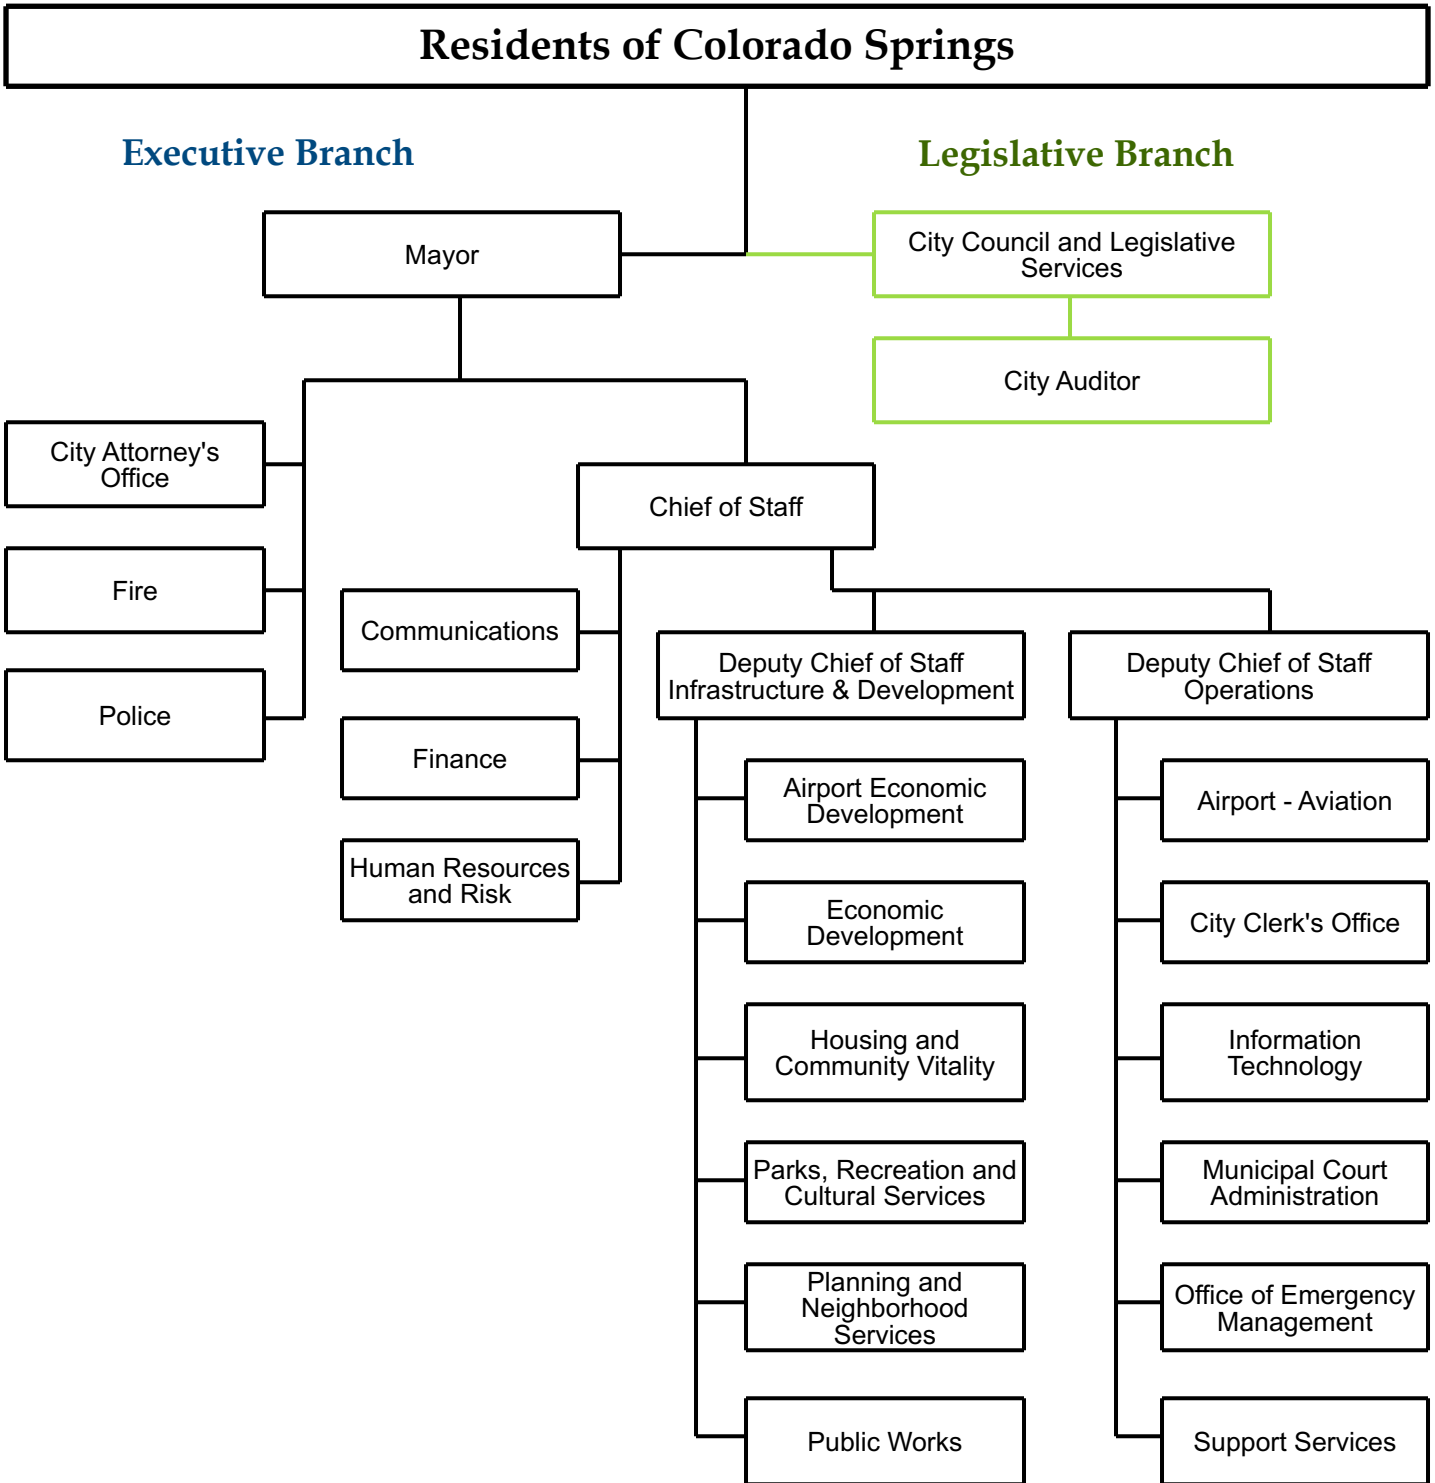 Residents of Colorado Springs
Executive Branch
Legislative Branch
Mayor
City Council and Legislative
Services
City Auditor
City Attorney's
Office
Fire
Police
Chief of Staff
Communications
Finance
Human Resources
and Risk
Deputy Chief of Staff
Infrastructure & Development
Airport Economic
Development
Economic
Development
Housing and
Community Vitality
Parks, Recreation and
Cultural Services
Planning and
Neighborhood
Services
Public Works
Deputy Chief of Staff
Operations
Airport - Aviation
City Clerk's Office
Information
Technology
Municipal Court
Administration
Office of Emergency
Management
Support Services